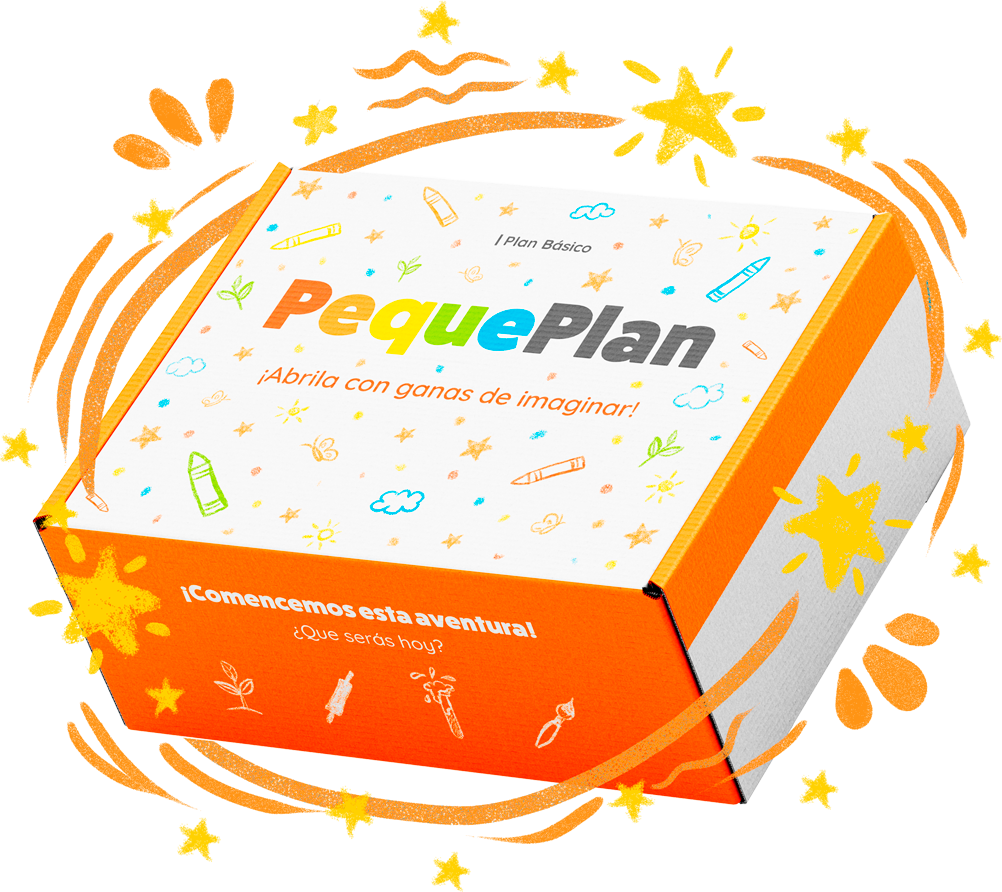 | Plan Básico
PequePlan
¡Abrila con ganas de imaginar!
¡Comencemos esta aventura!
¿Que serás hoy?